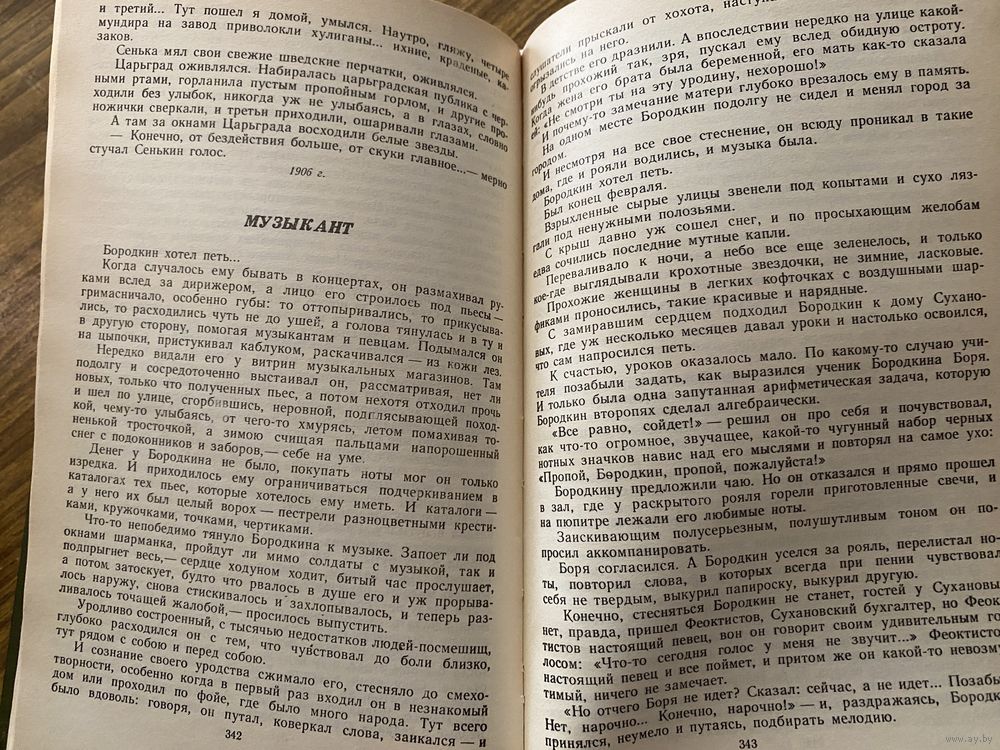 и третий... Тут пошел я домой, умылся. Наутро, гляжу, четыре
мундира на завод приволокли хулиганы... ихние, краденые, ка-
заков.
Сенька мял свои свежие шведские перчатки, оживлялся.
Царьград оживлялся. Набиралась царьградская публика с чер-
ными ртами, горланила пустым пропойным горлом, и другие про-
ходили без улыбок, никогда уж не улыбаясь, а в глазах, словно
ножички сверкали, и третьи приходили, ошаривали глазами.
А там за окнами Царьграда восходили белые звезды.
— Конечно, от бездействия больше, от скуки главное...— мерно
стучал Сенькин голос.
1906 г.
МУЗЫКАНТ
Бородкин хотел петь...
Когда случалось ему бывать в концертах, он размахивал ру-
ками вслед за дирижером, а лицо его строилось под пьесы —
гримасничало, особенно губы: то оттопыривались, то прикусыва-
лись, то расходились чуть не до ушей, а голова тянулась и в ту и
в другую сторону, помогая музыкантам и певцам. Подымался он
на цыпочки, пристукивал каблуком, раскачивался — из кожи лез.
Нередко видали его у витрин музыкальных магазинов. Там
подолгу и сосредоточенно выстаивал он, рассматривая, нет ли
новых, только что полученных пьес, а потом нехотя отходил прочь
и шел по улице, сгорбившись, неровной, подглядывающей поход-
кой, чему-то улыбаясь, от чего-то хмурясь, летом помахивая то-
ненькой тросточкой, а зимою счищая пальцами напорошенный
снег с подоконников и заборов,— себе на уме.
Денег у Бородкина не было, покупать ноты мог он только
изредка. И приходилось ему ограничиваться подчеркиванием в
каталогах тех пьес, которые хотелось ему иметь. И каталоги —
а у него их был целый ворох — пестрели разноцветными крести-
ками, кружочками, точками, чертиками.
Что-то непобедимо тянуло Бородкина к музыке. Запоет ли под
окнами шарманка, пройдут ли мимо солдаты с музыкой, так и
подпрыгнет весь,— сердце ходуном ходит, битый час прослушает,
а потом затоскует, будто что рвалось в душе его и уж прорыва-
лось наружу, снова стискивалось и захлопывалось, и теперь раз-
ливалось точащей жалобой,— просилось выпустить.
Уродливо состроенный, с тысячью недостатков людей-посмешищ,
глубоко расходился он с тем, что чувствовал до боли близко,
тут рядом с собою и перед собою.
И сознание своего уродства сжимало его, стесняло до смехо-
творности, особенно когда в первый раз входил он в незнакомый
дом или проходил по фойе, где было много народа. Тут всего
было вдоволь: говоря, он путал, коверкал слова, заикался — и
342
слушатели прыскали от хохота, наступа
огрызались на него.
В детстве его дразнили. А впоследствии нередко на улице какой-
нибудь прохожий так, зря, пускал ему вслед обидную остроту.
Когда жена его брата была беременной, его мать как-то сказала
ей: «Не смотри ты на эту уродину, нехорошо!»
И почему-то замечание матери глубоко врезалось ему в память.
На одном месте Бородкин подолгу не сидел и менял город за
городом.
И несмотря на все свое стеснение, он всюду проникал в такие
дома, где и рояли водились, и музыка была.
Бородкин хотел петь.
Был конец февраля.
Взрыхленные сырые улицы звенели под копытами и сухо ляз-
гали под ненужными полозьями.
С крыш давно уж сошел снег, и по просыхающим желобам
едва сочились последние мутные капли.
Переваливало к ночи, а небо все еще зеленелось, и только
кое-где выглядывали крохотные звездочки, не зимние, ласковые.
Прохожие женщины в легких кофточках с воздушными шар-
фиками проносились, такие красивые и нарядные.
С замиравшим сердцем подходил Бородкин к дому Сухано-
вых, где уж несколько месяцев давал уроки и настолько освоился,
что сам напросился петь.
К счастью, уроков оказалось мало. По какому-то случаю учи-
теля позабыли задать, как выразился ученик Бородкина Боря.
И только была одна запутанная арифметическая задача, которую
Бородкин второпях сделал алгебраически.
«Все равно, сойдет!» — решил он про себя и почувствовал,
как что-то огромное, звучащее, какой-то чугунный набор черных
нотных значков навис над его мыслями и повторял на самое ухо:
«Пропой, Бородкин, пропой, пожалуйста!»
Бородкину предложили чаю. Но он отказался и прямо прошел
в зал, где у раскрытого рояля горели приготовленные свечи, и
на пюпитре лежали его любимые ноты.
Заискивающим полусерьезным, полушутливым тоном он по-
просил аккомпанировать.
Боря согласился. А Бородкин уселся за рояль, перелистал но-
ты, повторил слова, в которых всегда при пении чувствовал
себя не твердым, выкурил папироску, выкурил другую.
Конечно, стесняться Бородкин не станет, гостей у Сухановы
нет, правда, пришел Феоктистов, Сухановский бухгалтер, но Феок
тистов настоящий певец, вон он говорит своим удивительным го
лосом: «Что-то сегодня голос у меня не звучит...» Феоктистов
настоящий певец и все поймет, и притом же он какой-то невозму
тимый, ничего не замечает.
«Но отчего Боря не идет? Сказал: сейчас, а не идет... Позабы
Нет, нарочно... Конечно, нарочно!» — и, раздражаясь, Бородки
принялся, неумело и путаясь, подбирать мелодию.
343
www.ay.by